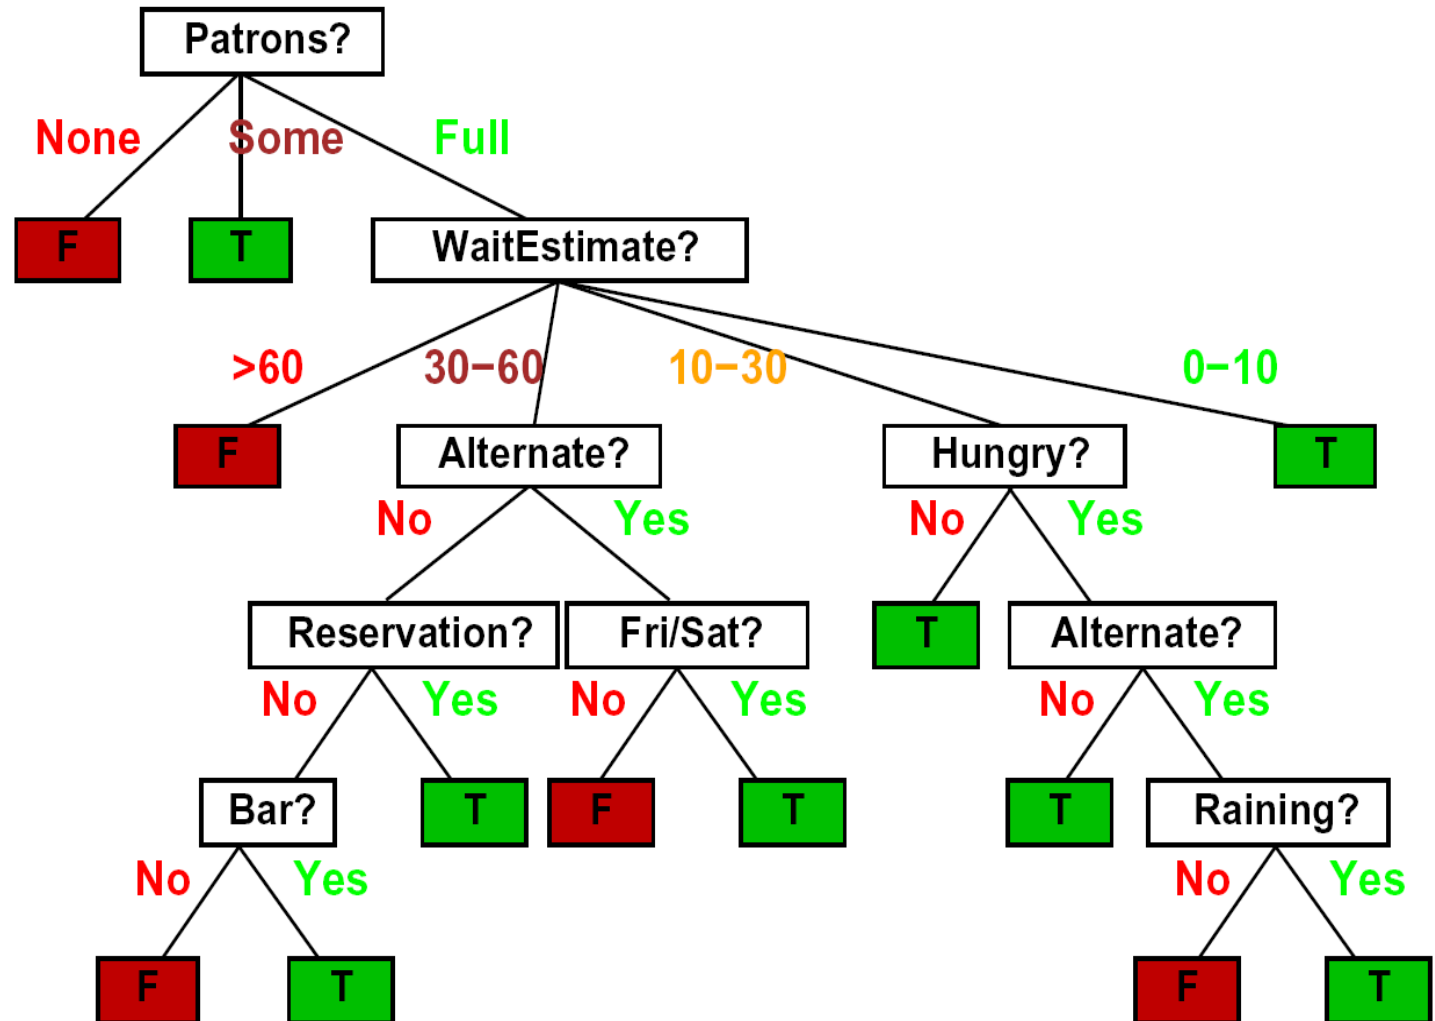 Patrons?
None Some Full
F T WaitEstimate?
>60 30−60 10−30 0−10
F Alternate? Hungry? T
No Yes No Yes
Reservation? Fri/Sat? T Alternate?
No Yes No Yes No Yes
Bar? T F T T Raining?
No Yes No Yes
F T F T